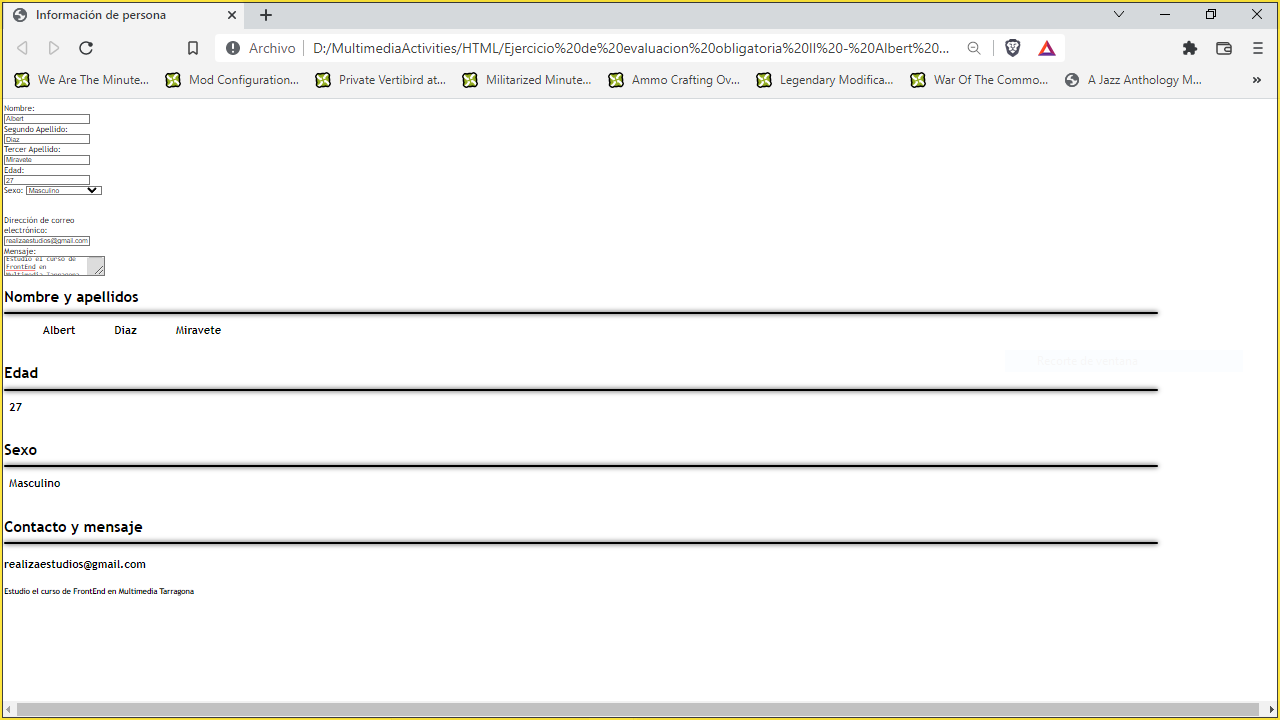 Información de persona
Archivo
D:/MultimediaActivities/HTML/Ejercicio%20de%20evaluacion%20obligatoria%20II%20-%20Albert%20...
We Are The Minute...
Mod Configuration...
Private Vertibird at...
Militarized Minute...
Ammo Crafting Ov...
Legendary Modifica...
War Of The Commo...
A Jazz Anthology M...
Nombre:
Albert
Segundo Apellido:
Diaz
Tercer Apellido:
Miravete
Edad:
27
Sexo: Masculino
Dirección de correo
electrónico:
realizaestudios@gmail.com
Mensaje:
Estudio el curso de
FrontEnd en
Multimedia Tarragona
Nombre y apellidos
Albert Diaz Miravete
Edad
27
Sexo
Masculino
Contacto y mensaje
realizaestudios@gmail.com
Estudio el curso de FrontEnd en Multimedia Tarragona